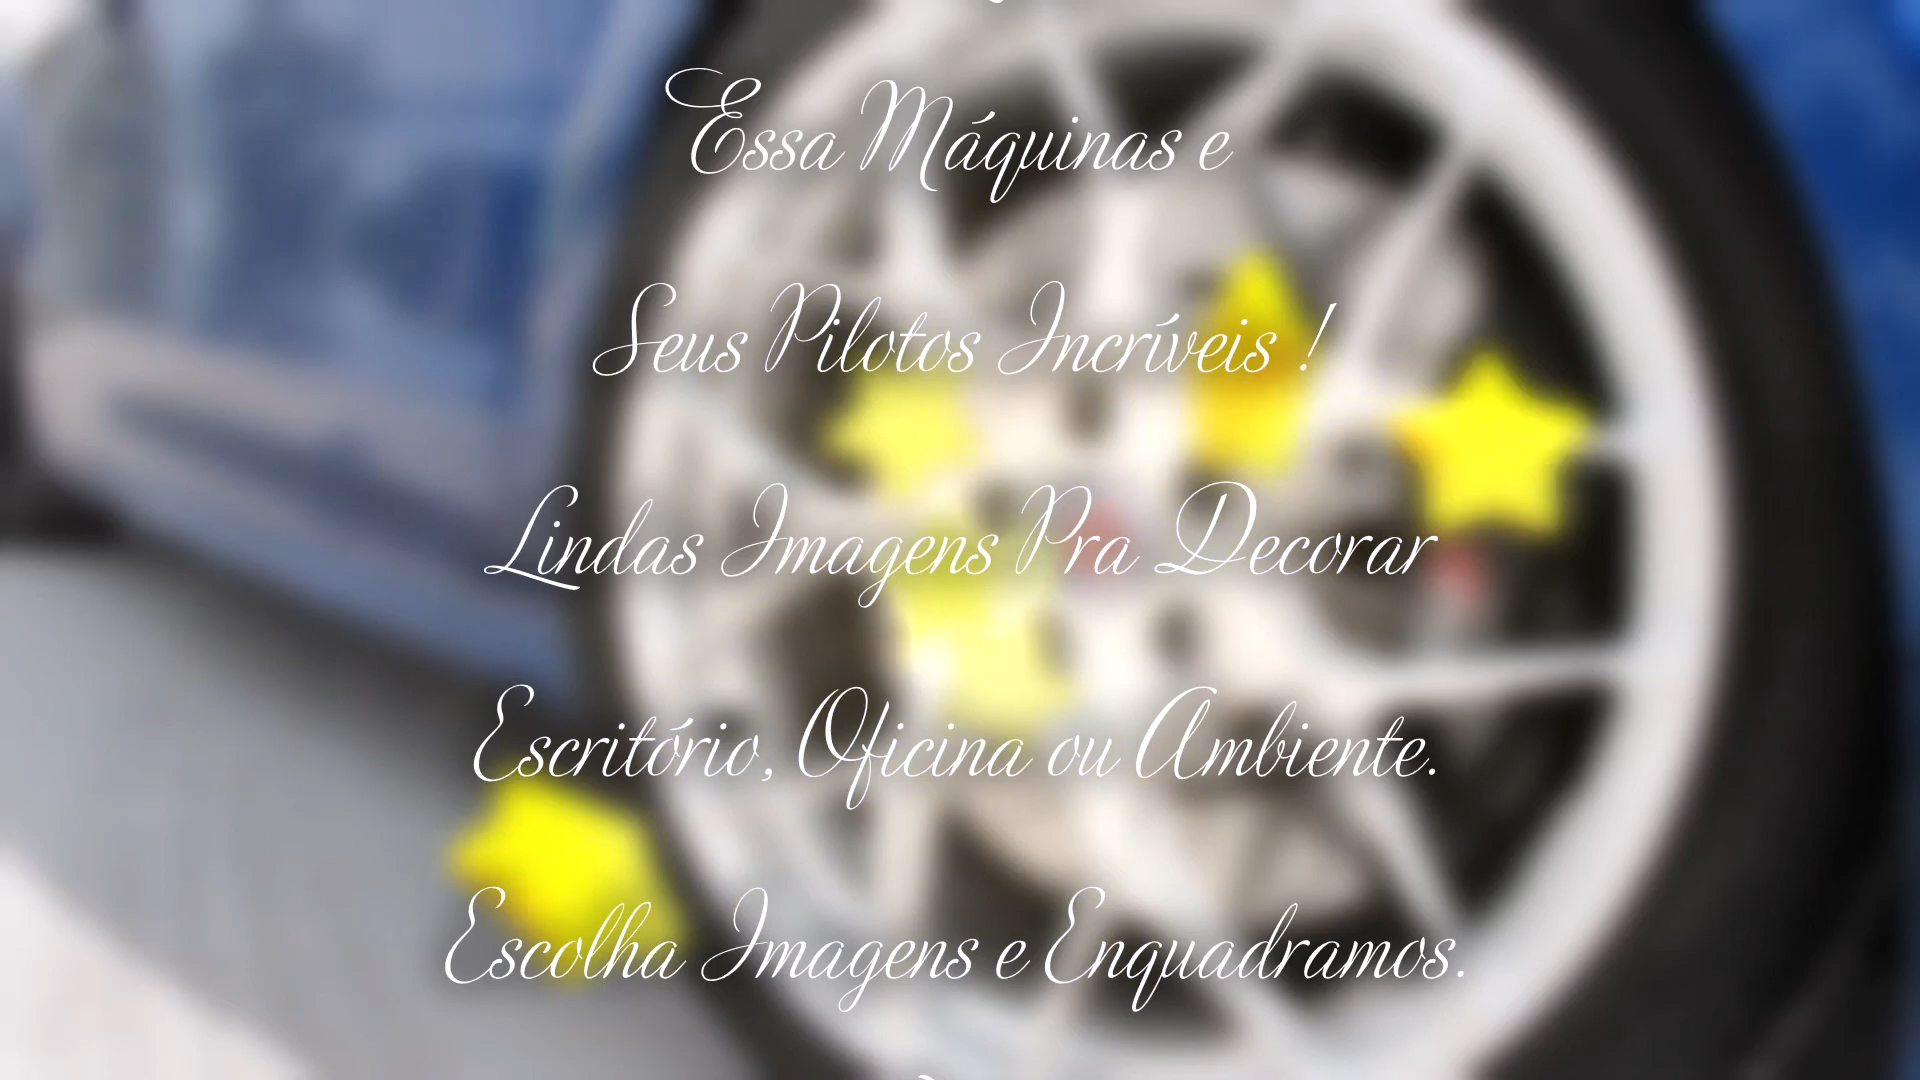 Essa Máquinas e
Seus Pilotos Incríveis !
Lindas Imagens Pra Decorar
Escritório, Oficina ou Ambiente.
Escolha Imagens e Enquadramos.